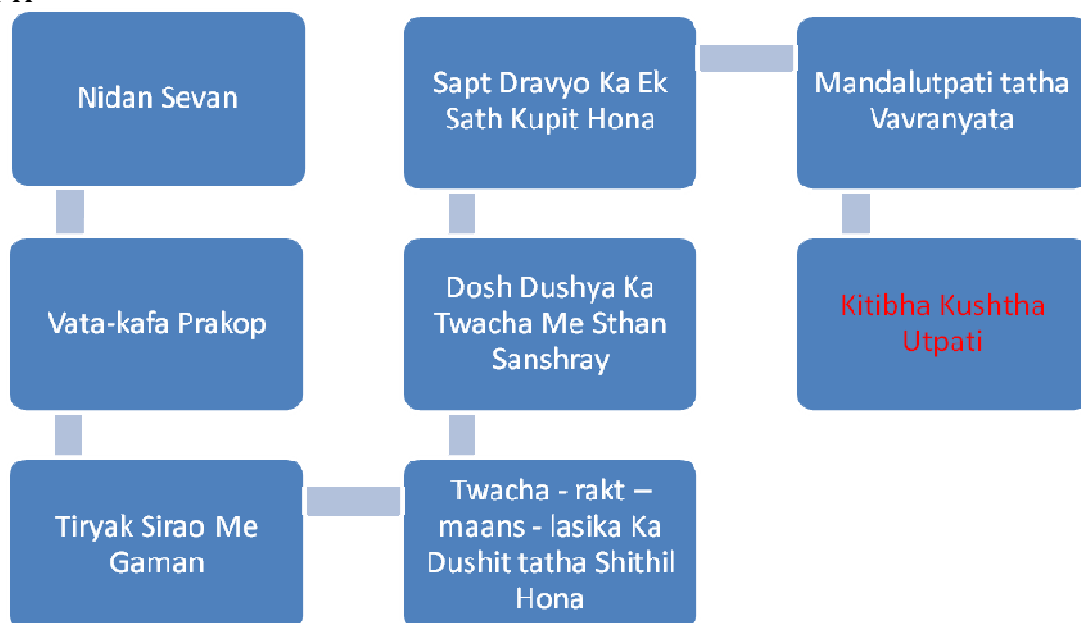 Nidan Sevan
Vata-kafa Prakop
Tiryak Sirao Me
Gaman
Twacha - rakt –
maans - lasika Ka
Dushit tatha Shithil
Hona
Dosh Dushya Ka
Twacha Me Sthan
Sanshray
Sapt Dravyo Ka Ek
Sath Kupit Hona
Mandalutpati tatha
Vavranyata
Kitibha Kushtha
Utpati